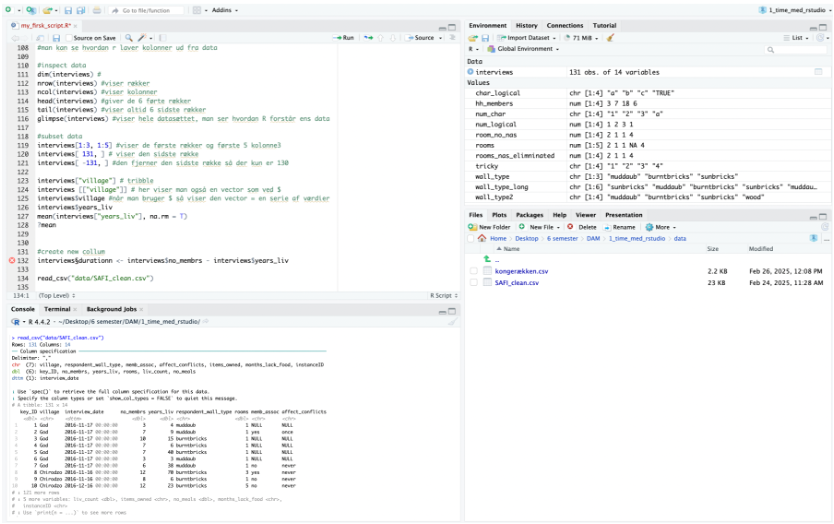 Go to file/function
Addins
1_time_med_rstudio
my_firsk_script.R*
Source on Save
Run
Source
108 #man kan se hvordan r laver kolonner ud fra data
109
110 #inspect data
111 dim(interviews) #
112 nrow(interviews) #viser rækker
113 ncol(interviews) #viser kolonner
114 head(interviews) #giver de 6 førte rækker
115 tail(interviews) #viser altid 6 sidste rækker
116 glimpse(interviews) #viser hele datasættet, man ser hvordan R forstår ens data
117
118 #subset data
119 interviews[1:3, 1:5] #viser de første rækker og første 5 kolonne3
120 interviews[ 131, ] # viser den sidste række
121 interviews[ -131, ] #den fjerner den sidste række så der kun er 130
122
123 interviews["village"] # tribble
124 interviews [["village"]] # her viser man også en vector som ved $
125 interviews$village #når man bruger $ så viser den vector = en serie af værdier
126 interviews$years_liv
127 mean(interviews["years_liv"], na.rm = T)
128 ?mean
129
130
131 #create new collum
132 interviews§durationn <- interviews$no_membrs - interviews$years_liv
133
134 read_csv("data/SAFI_clean.csv")
135
134:1 (Top Level)
R Script
Console Terminal Background Jobs
R 4.4.2 · ~/Desktop/6 semester/DAM/1_time_med_rstudio/
> read_csv("data/SAFI_clean.csv")
Rows: 131 Columns: 14
Column specification
Delimiter: ","
chr (7): village, respondent_wall_type, memb_assoc, affect_conflicts, items_owned, months_lack_food, instanceID
dbl (6): key_ID, no_membrs, years_liv, rooms, liv_count, no_meals
dttm (1): interview_date
Use `spec()` to retrieve the full column specification for this data.
Specify the column types or set `show_col_types = FALSE` to quiet this message.
# A tibble: 131 × 14
key_ID village interview_date no_membrs years_liv respondent_wall_type rooms memb_assoc affect_conflicts
<dbl> <chr> <dttm> <dbl> <dbl> <chr> <dbl> <chr> <chr>
1 1 God 2016-11-17 00:00:00 3 4 muddaub 1 NULL NULL
2 2 God 2016-11-17 00:00:00 7 9 muddaub 1 yes once
3 3 God 2016-11-17 00:00:00 10 15 burntbricks 1 NULL NULL
4 4 God 2016-11-17 00:00:00 7 6 burntbricks 1 NULL NULL
5 5 God 2016-11-17 00:00:00 7 40 burntbricks 1 NULL NULL
6 6 God 2016-11-17 00:00:00 3 3 muddaub 1 NULL NULL
7 7 God 2016-11-17 00:00:00 6 38 muddaub 1 no never
8 8 Chirodzo 2016-11-16 00:00:00 12 70 burntbricks 3 yes never
9 9 Chirodzo 2016-11-16 00:00:00 8 6 burntbricks 1 no never
10 10 Chirodzo 2016-12-16 00:00:00 12 23 burntbricks 5 no never
# 121 more rows
# 5 more variables: liv_count <dbl>, items_owned <chr>, no_meals <dbl>, months_lack_food <chr>,
# instanceID <chr>
# Use `print(n = ...)` to see more rows
Environment History Connections Tutorial
Import Dataset 71 MiB List
R Global Environment
Data
interviews 131 obs. of 14 variables
Values
char_logical chr [1:4] "a" "b" "c" "TRUE"
hh_members num [1:4] 3 7 18 6
num_char chr [1:4] "1" "2" "3" "a"
num_logical num [1:4] 1 2 3 1
room_no_nas num [1:4] 2 1 1 4
rooms num [1:5] 2 1 1 NA 4
rooms_nas_elimninated num [1:4] 2 1 1 4
tricky chr [1:4] "1" "2" "3" "4"
wall_type chr [1:3] "muddaub" "burntbricks" "sunbricks"
wall_type_long chr [1:6] "sunbricks" "muddaub" "burntbricks" "sunbricks" "muddau…
wall_type2 chr [1:4] "muddaub" "burntbricks" "sunbricks" "wood"
Files Plots Packages Help Viewer Presentation
New Folder New File Delete Rename More
Home Desktop 6 semester DAM 1_time_med_rstudio data
Name Size Modified
..
kongerækken.csv 2.2 KB Feb 26, 2025, 12:08 PM
SAFI_clean.csv 23 KB Feb 24, 2025, 11:28 AM